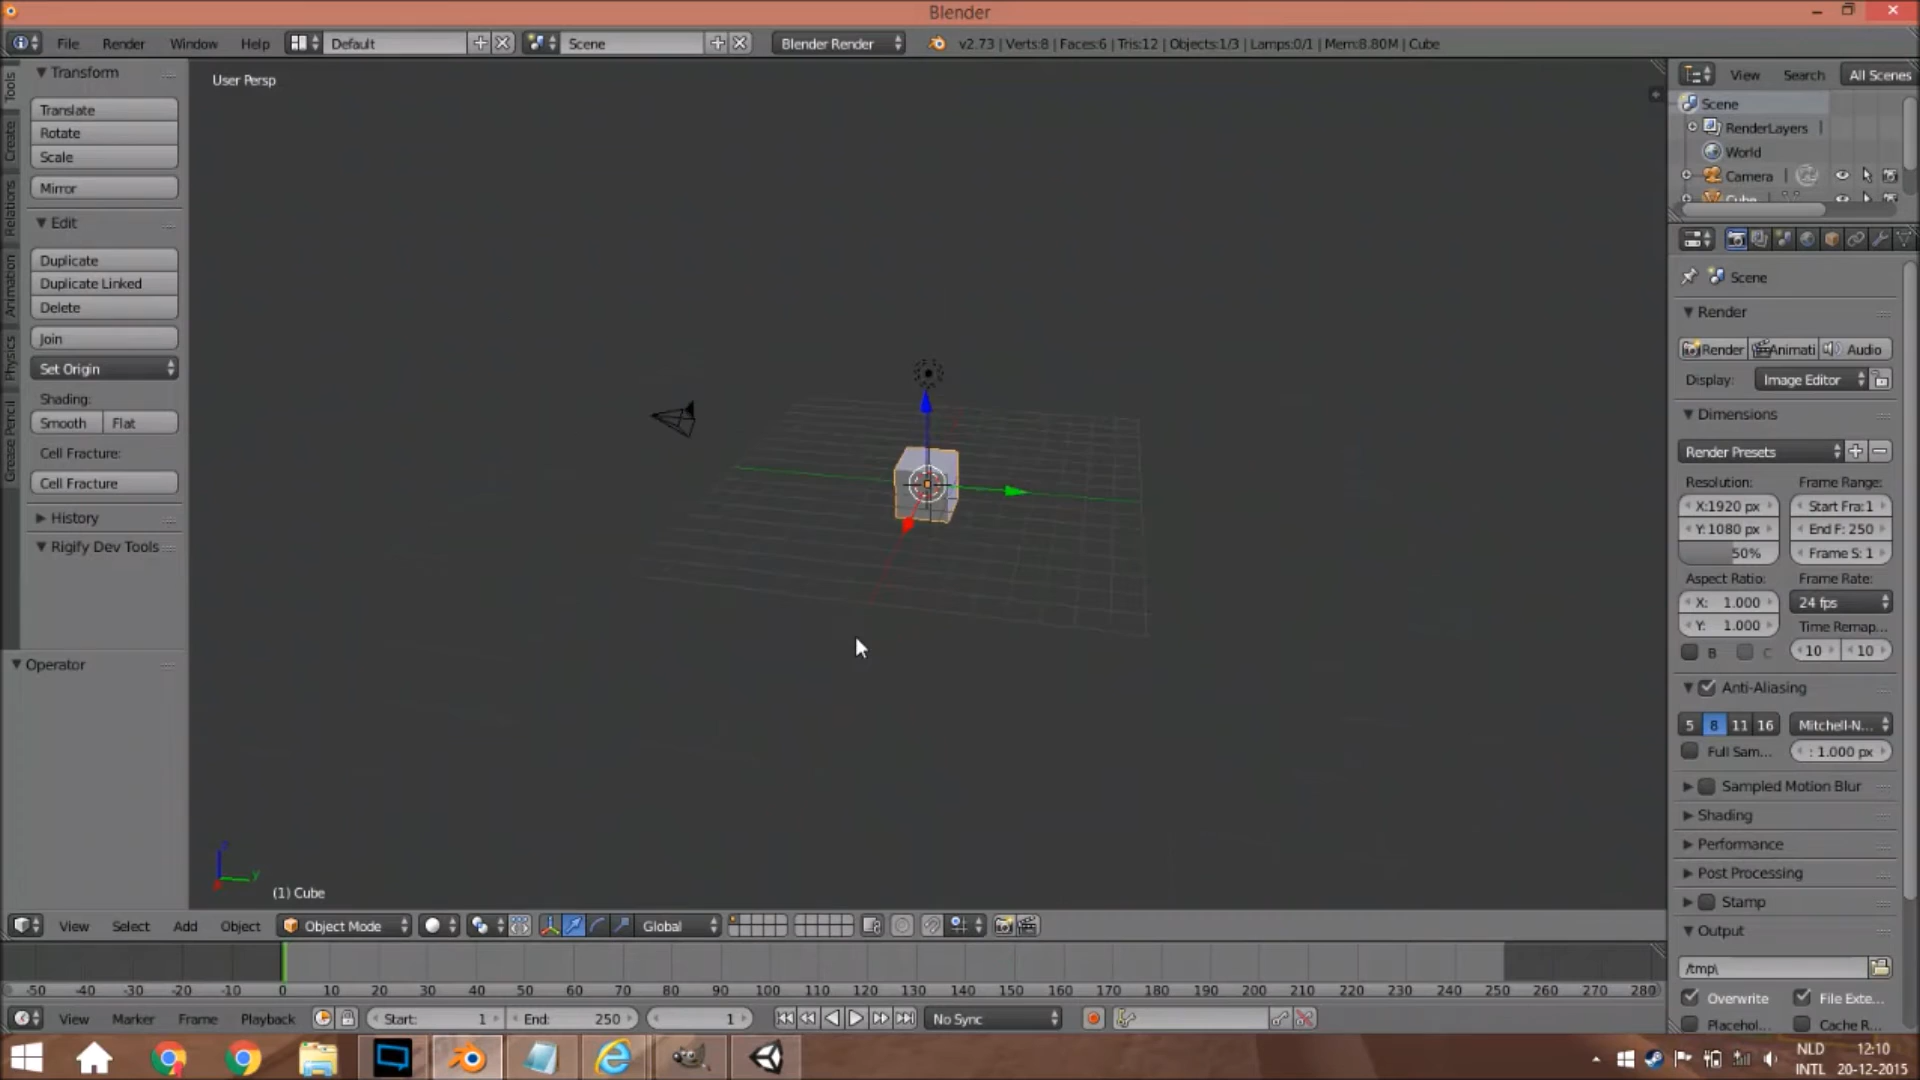 Blender
File Render Window Help Default Scene Blender Render v2.73 | Verts:8 | Faces:6 | Tris:12 | Objects:1/3 | Lamps:0/1 | Mem:8.80M | Cube
Tools
Create
Relations
Animation
Physics
Grease Pencil
Transform
Translate
Rotate
Scale
Mirror
Edit
Duplicate
Duplicate Linked
Delete
Join
Set Origin
Shading:
Smooth Flat
Cell Fracture:
Cell Fracture
History
Rigify Dev Tools
Operator
User Persp
z
y
(1) Cube
View Search All Scenes
Scene
RenderLayers
World
Camera
Cube
Scene
Render
Render Animati Audio
Display: Image Editor
Dimensions
Render Presets
Resolution: Frame Range:
X:1920 px Start Fra:1
Y:1080 px End F: 250
50% Frame S: 1
Aspect Ratio: Frame Rate:
X: 1.000 24 fps
Y: 1.000 Time Remap...
B C 10 10
Anti-Aliasing
5 8 11 16 Mitchell-N...
Full Sam... : 1.000 px
Sampled Motion Blur
Shading
Performance
Post Processing
Stamp
Output
/tmp\
Overwrite File Exte...
Placehol... Cache R...
View Select Add Object Object Mode Global
-50 -40 -30 -20 -10 0 10 20 30 40 50 60 70 80 90 100 110 120 130 140 150 160 170 180 190 200 210 220 230 240 250 260 270 280
View Marker Frame Playback Start: 1 End: 250 1 No Sync
NLD 12:10
INTL 20-12-2015